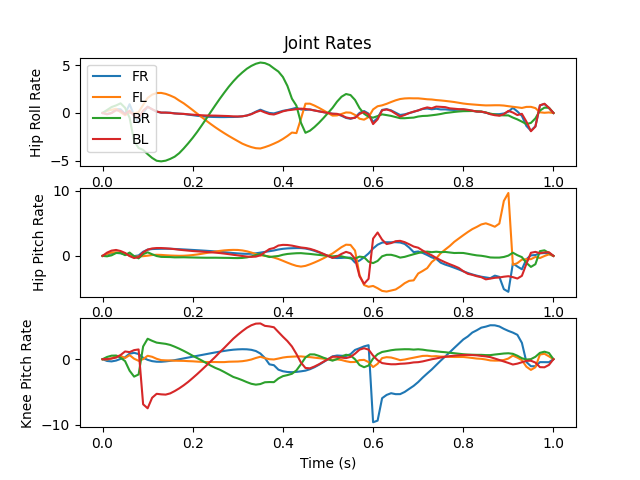 Joint Rates
Hip Roll Rate
5
0
−5
FR
FL
BR
BL
0.0 0.2 0.4 0.6 0.8 1.0
Hip Pitch Rate
10
0
0.0 0.2 0.4 0.6 0.8 1.0
Knee Pitch Rate
0
−10
0.0 0.2 0.4 0.6 0.8 1.0
Time (s)